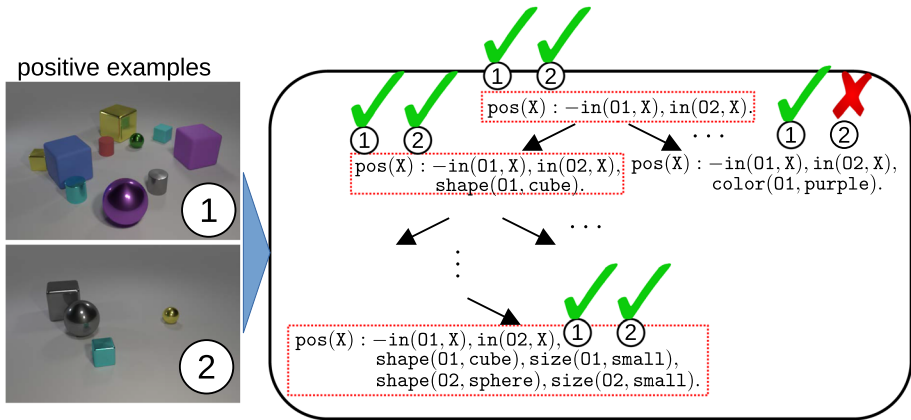 positive examples
1
2
1 2
pos(X) :-in(O1, X), in(O2, X).
1 2
pos(X) :-in(O1, X), in(O2, X),
shape(O1, cube).
...
1 2
pos(X) :-in(O1, X), in(O2, X),
color(O1, purple).
...
1 2
pos(X) :-in(O1, X), in(O2, X),
shape(O1, cube), size(O1, small),
shape(O2, sphere), size(O2, small).